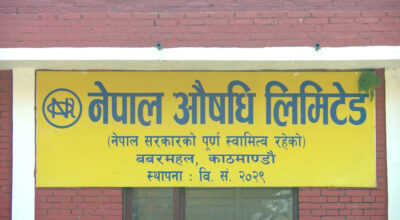 नेपाल औषधि लिमिटेड
(नेपाल सरकारको पूर्ण स्वामित्व रहेको)
बबरमहल, काठमाण्डौ
स्थापना : वि. सं. २०२९